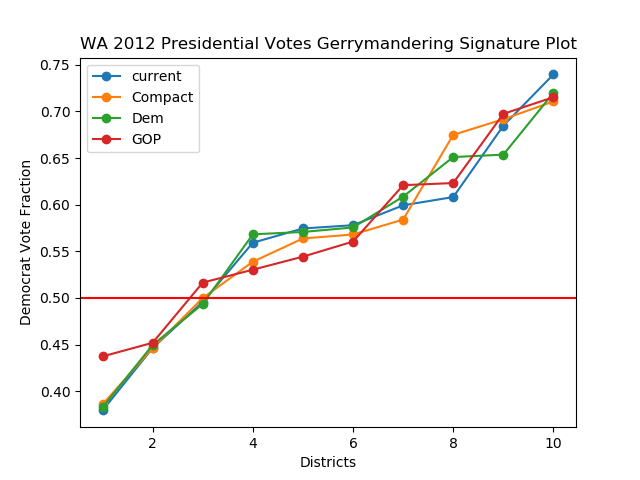 WA 2012 Presidential Votes Gerrymandering Signature Plot
current
Compact
Dem
GOP
Democrat Vote Fraction
0.75
0.70
0.65
0.60
0.55
0.50
0.45
0.40
2 4 6 8 10
Districts